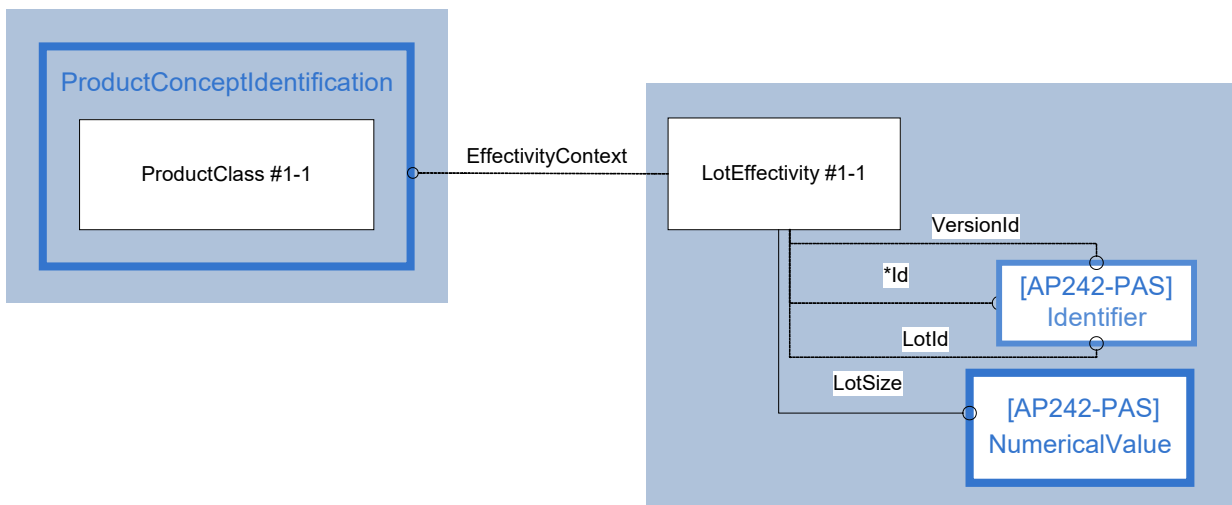 ProductConceptIdentification
ProductClass #1-1
EffectivityContext
LotEffectivity #1-1
VersionId
*Id
[AP242-PAS]
Identifier
LotId
LotSize
[AP242-PAS]
NumericalValue